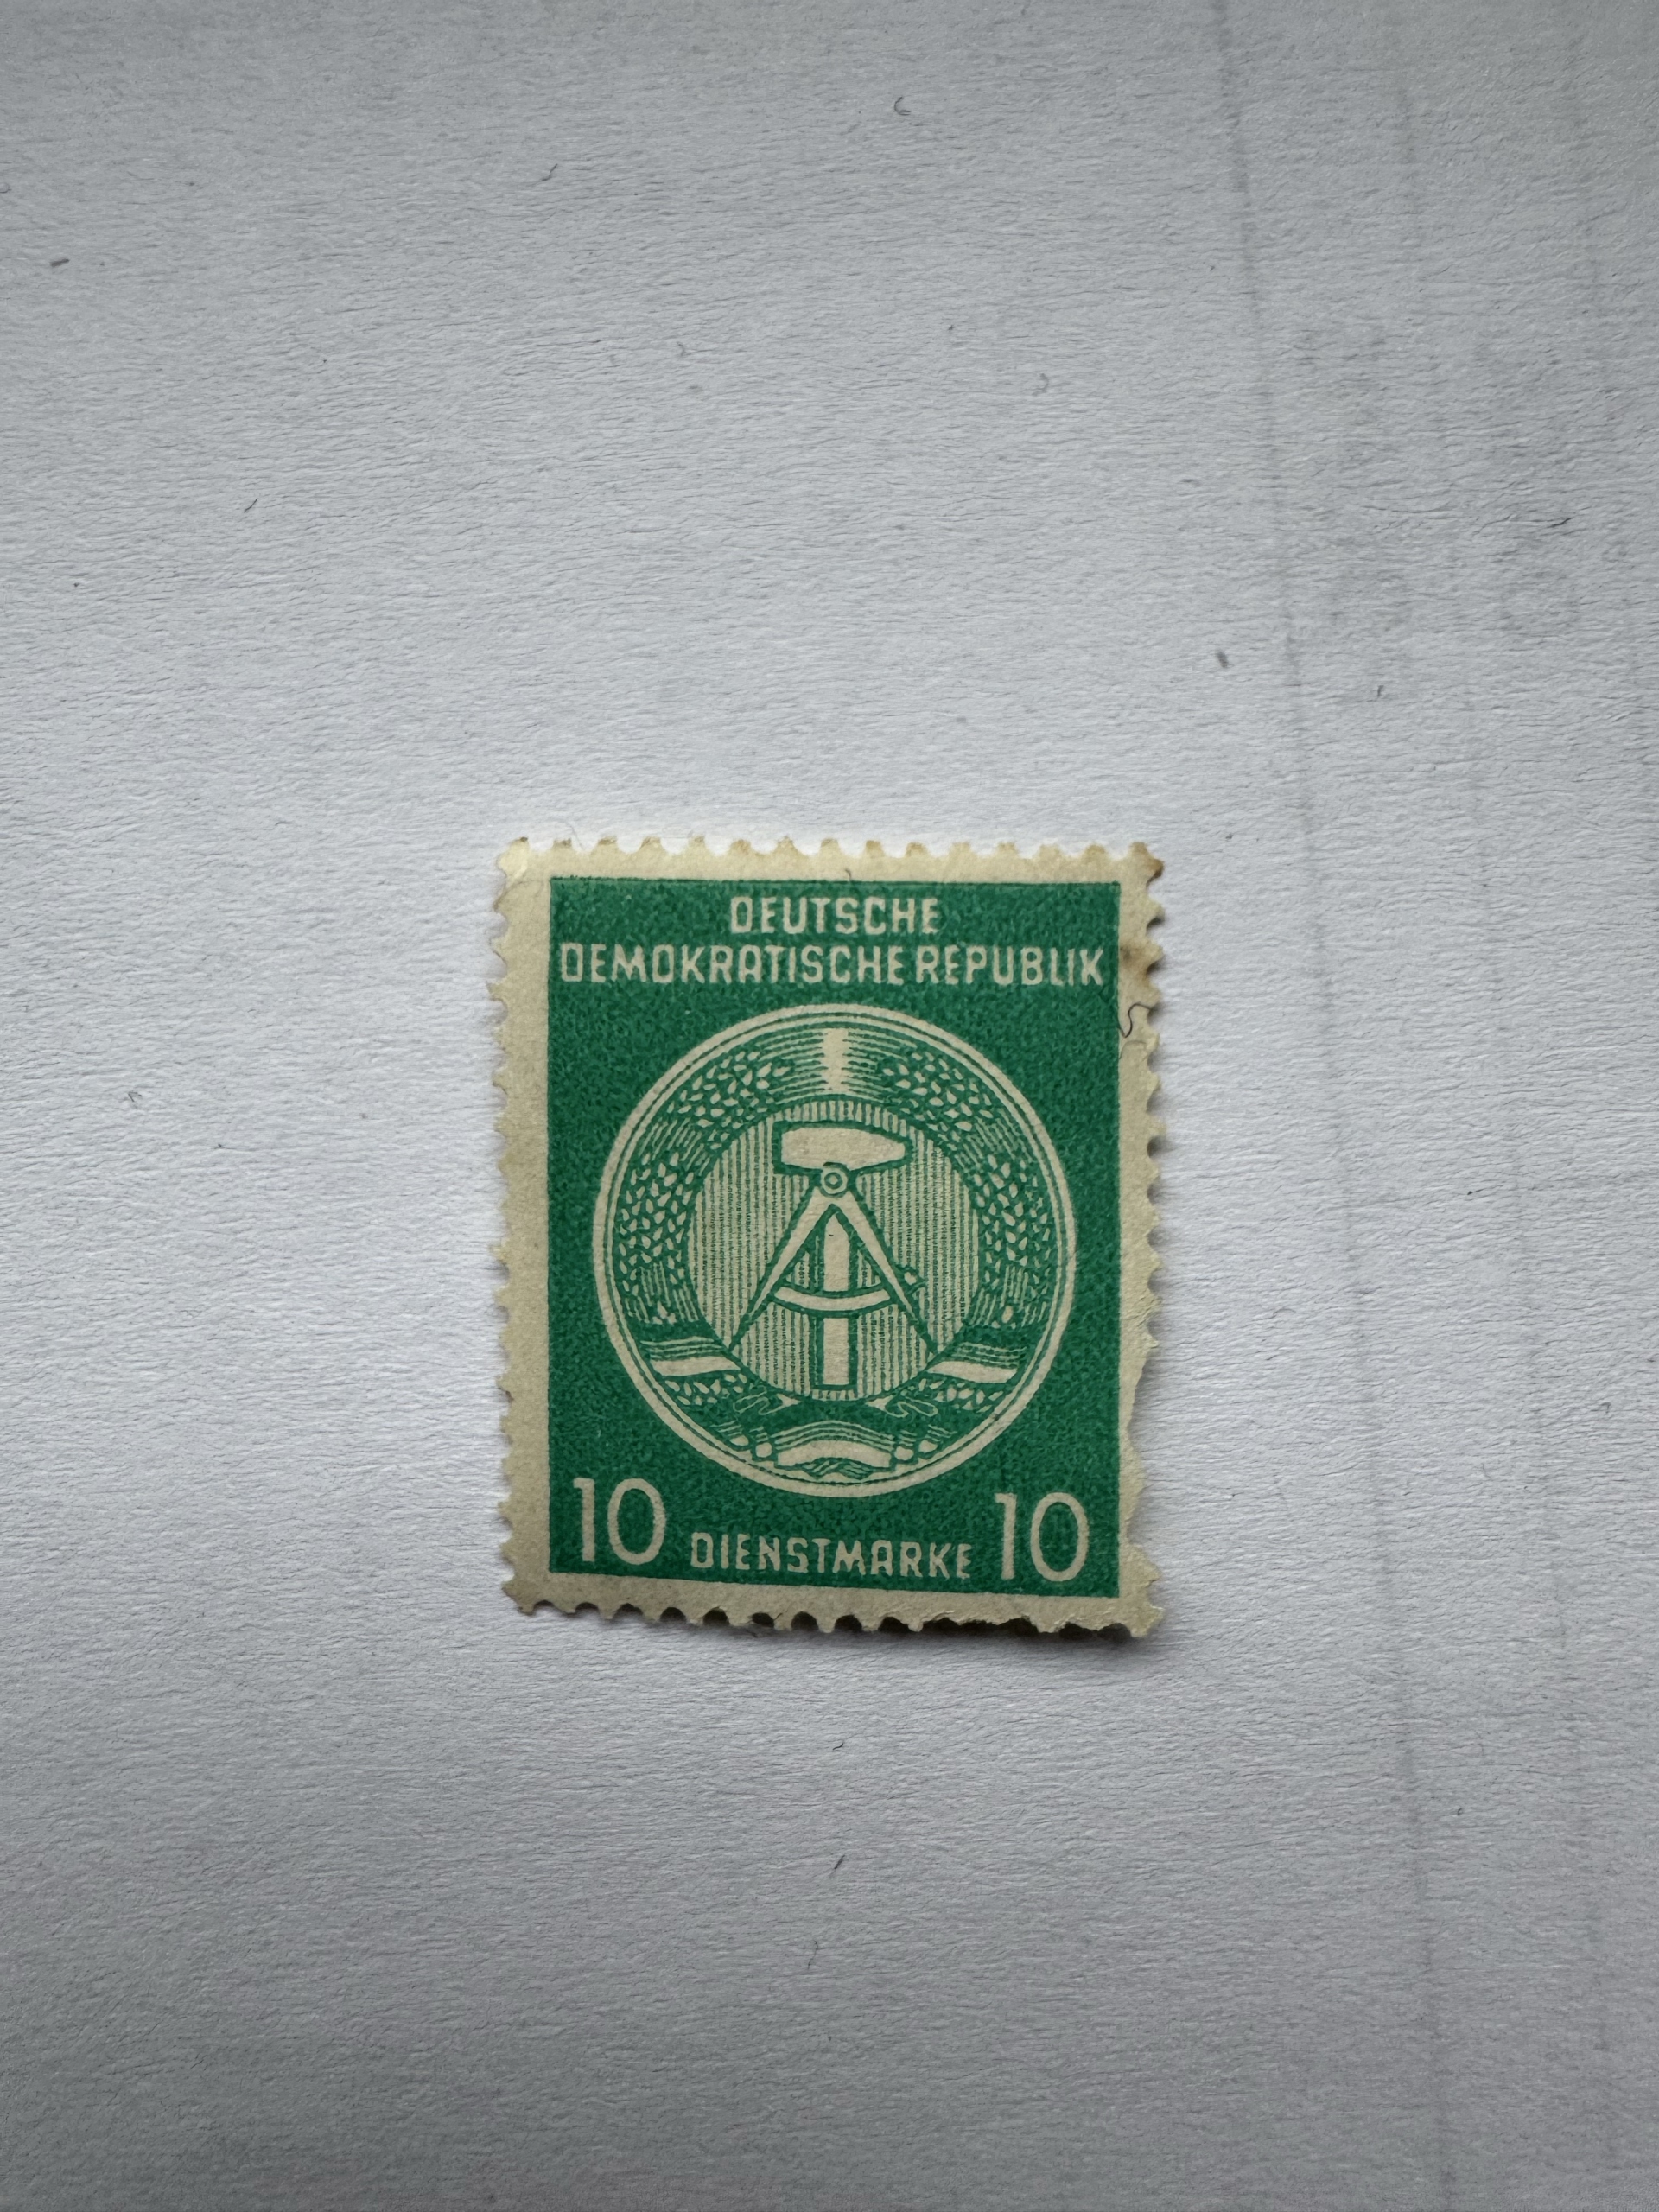 DEUTSCHE
DEMOKRATISCHE REPUBLIK
10 DIENSTMARKE 10